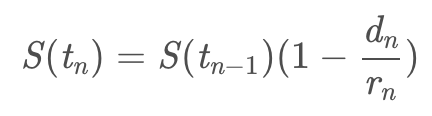 S(t_n) = S(t_{n-1})(1 - \frac{d_n}{r_n})